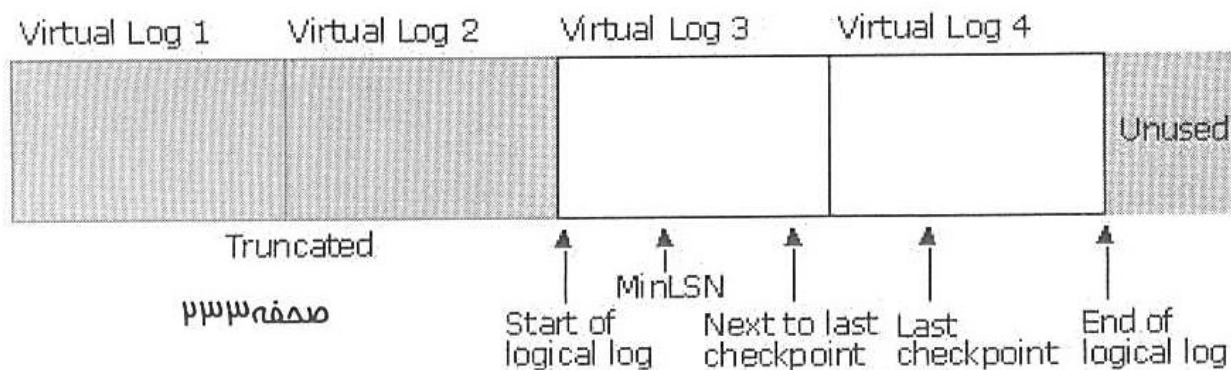 Virtual Log 1 Virtual Log 2 Virtual Log 3 Virtual Log 4
Unused
Truncated
MinLSN
صفحه۲۳۳
Start of
logical log
Next to last
checkpoint
Last
checkpoint
End of
logical log